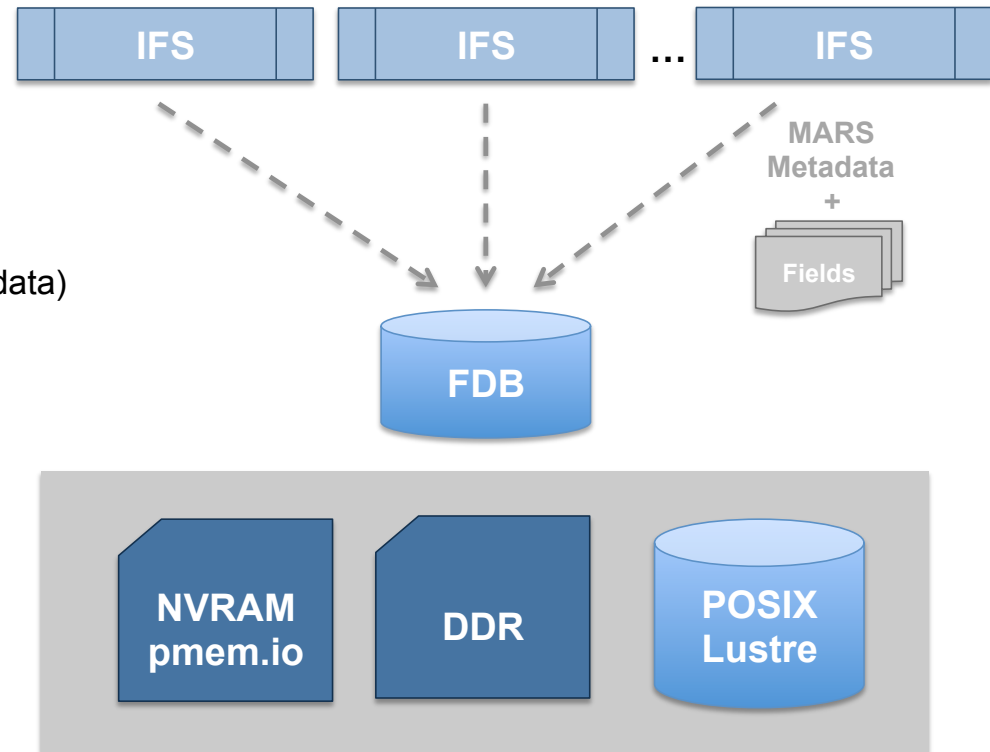 IFS IFS ... IFS
MARS
Metadata
+
Fields
data)
FDB
NVRAM
pmem.io
DDR
POSIX
Lustre